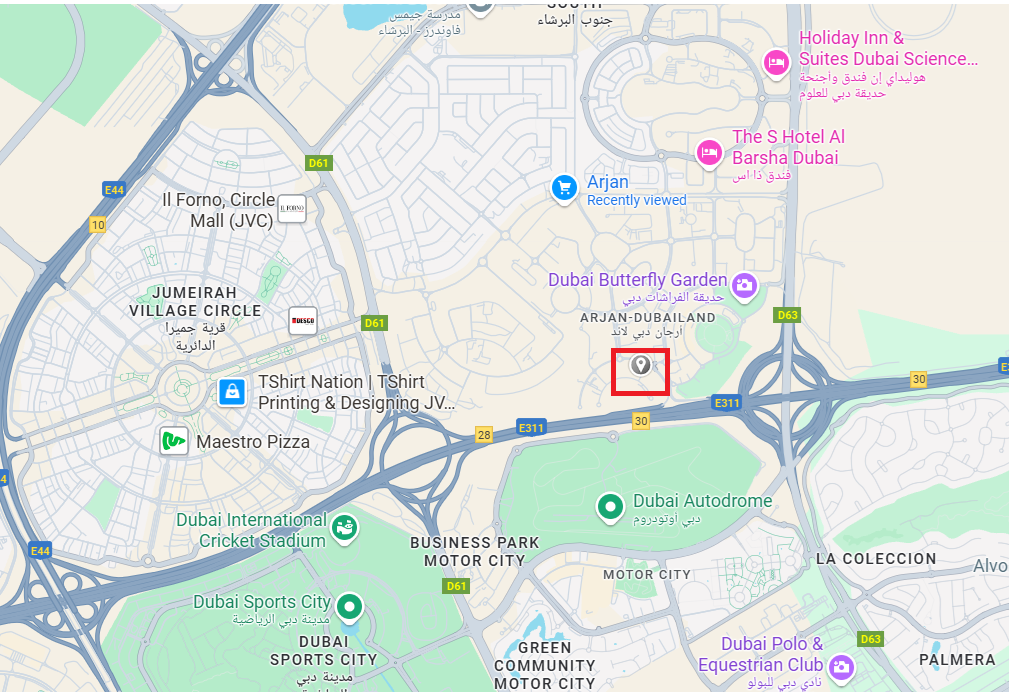 SOUTH
جنوب البرشاء
مدرسة جيمس
فاوندرز - البرشاء
Holiday Inn &
Suites Dubai Science...
هوليداي إن فندق وأجنحة
حديقة دبي للعلوم
The S Hotel Al
Barsha Dubai
فندق ذا اس
D61
E44
10
Il Forno, Circle
Mall (JVC)
IL FORNO
Arjan
Recently viewed
Dubai Butterfly Garden
حديقة الفراشات دبي
ARJAN-DUBAILAND
أرجان دبي لاند
D63
JUMEIRAH
VILLAGE CIRCLE
قرية جميرا
الدائرية
D61
TShirt Nation | TShirt
Printing & Designing JV...
Maestro Pizza
30
E311
30
E311
28
4
Dubai Autodrome
دبي أوتودروم
Dubai International
Cricket Stadium
E44
BUSINESS PARK
MOTOR CITY
MOTOR CITY
LA COLECCION
Alvo
D61
Dubai Sports City
مدينة دبي الرياضية
DUBAI
SPORTS CITY
مدينة دبي
GREEN
COMMUNITY
MOTOR CITY
Dubai Polo &
Equestrian Club
نادي دبي للبولو
D63
PALMERA